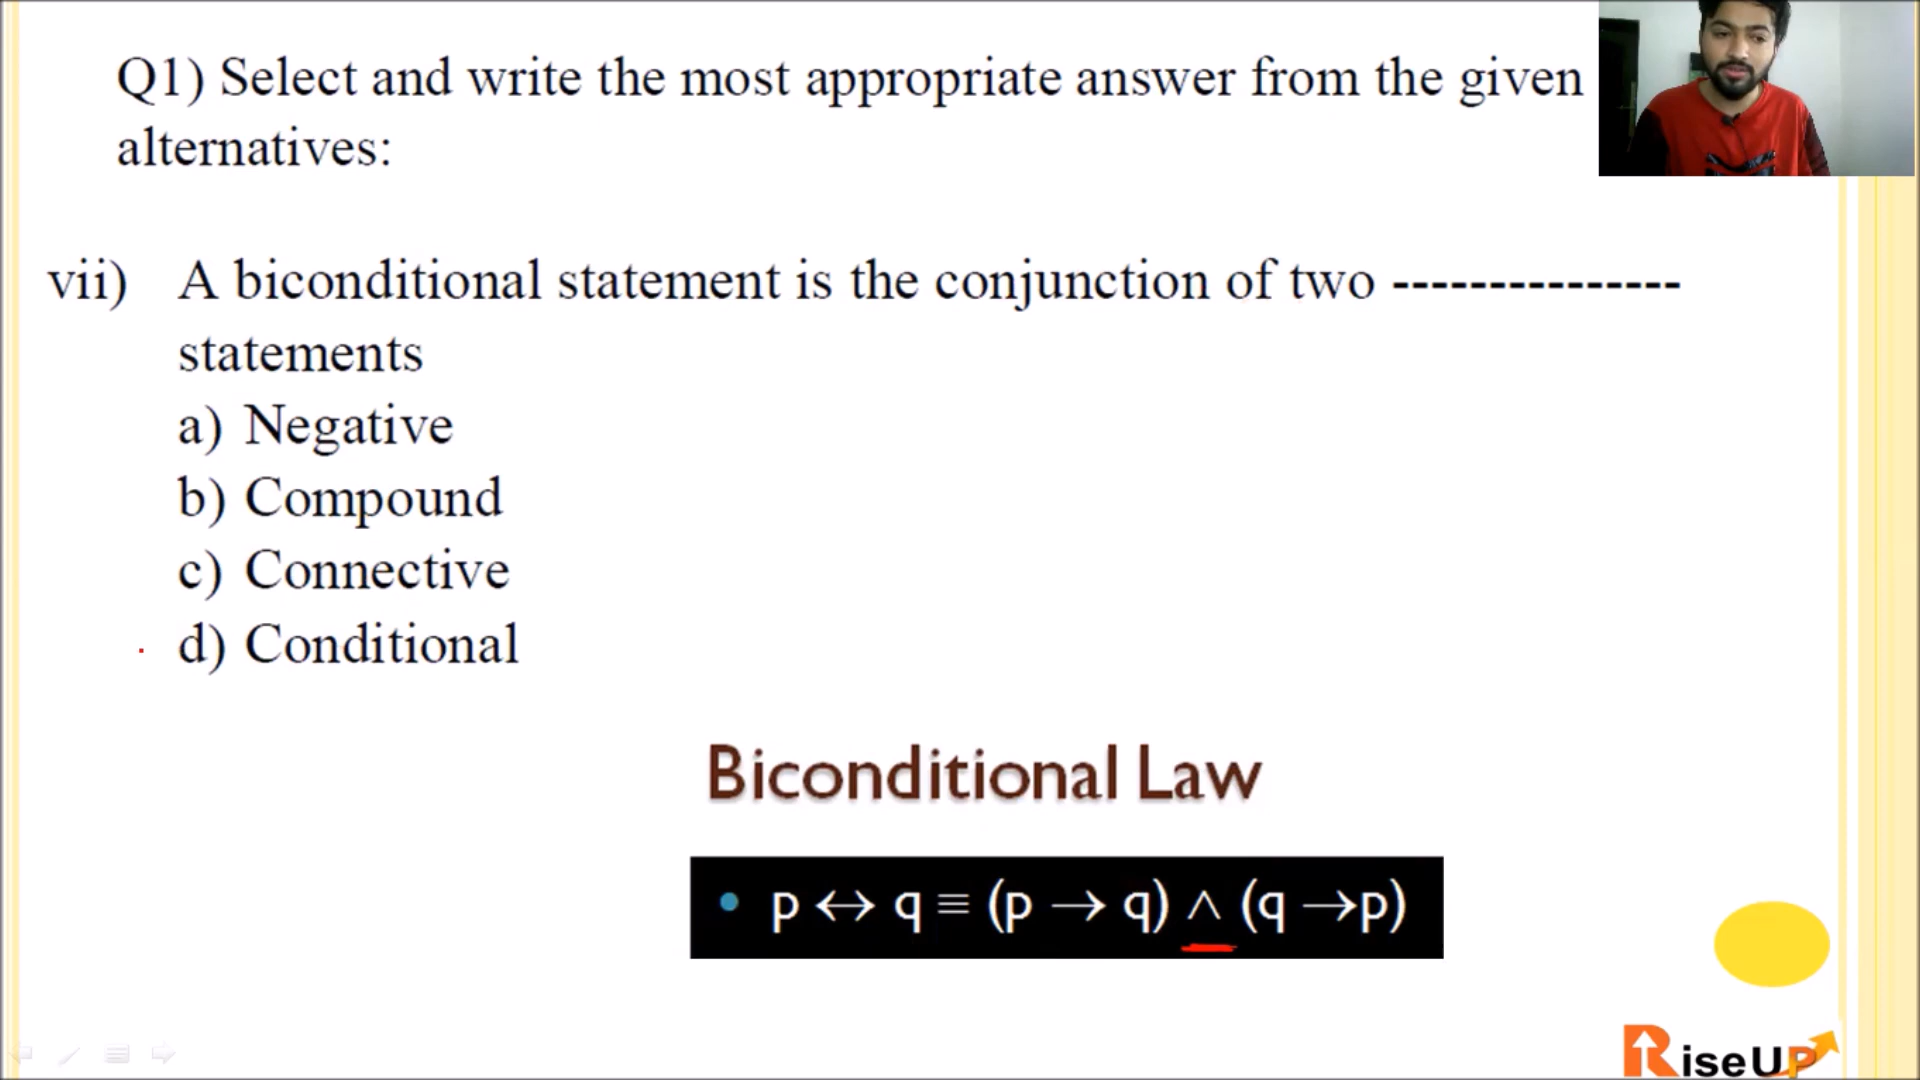 Q1) Select and write the most appropriate answer from the given
alternatives:
vii) A biconditional statement is the conjunction of two ---------------
statements
a) Negative
b) Compound
c) Connective
d) Conditional
Biconditional Law
• p ↔ q ≡ (p → q) ∧ (q →p)
RiseUP